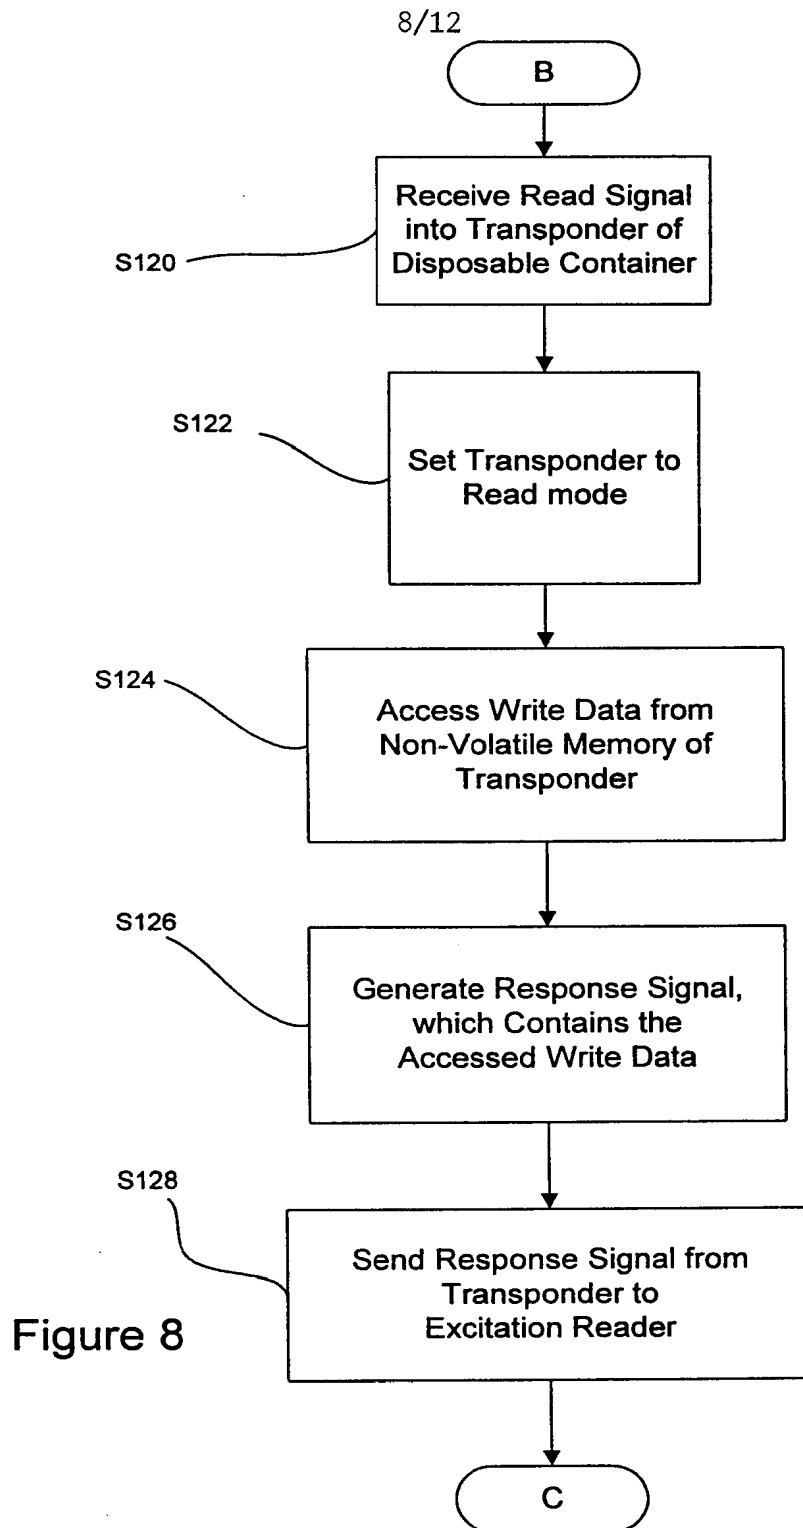 8/12
B
Receive Read Signal
into Transponder of
Disposable Container
S120
S122
Set Transponder to
Read mode
S124
Access Write Data from
Non-Volatile Memory of
Transponder
S126
Generate Response Signal,
which Contains the
Accessed Write Data
S128
Send Response Signal from
Transponder to
Excitation Reader
Figure 8
C